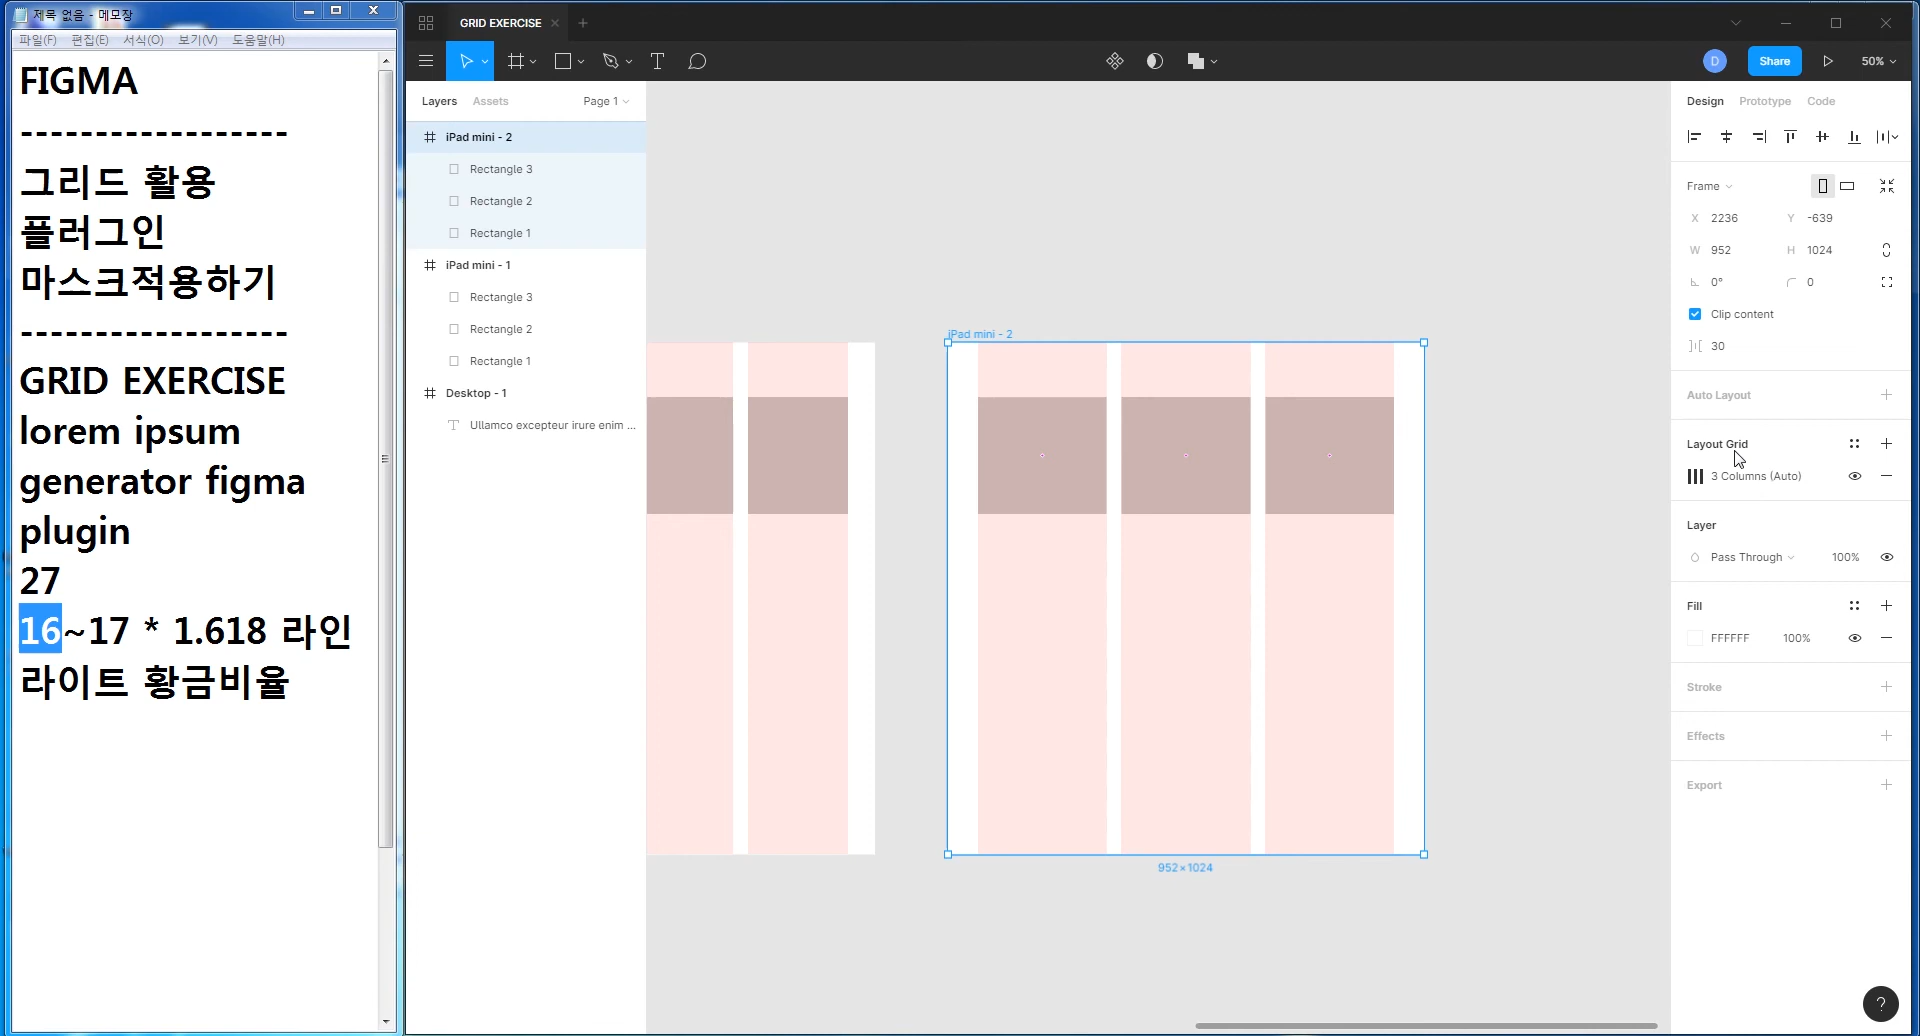 제목 없음 - 메모장
파일(F) 편집(E) 서식(O) 보기(V) 도움말(H)
FIGMA
------------------
그리드 활용
플러그인
마스크적용하기
------------------
GRID EXERCISE
lorem ipsum
generator figma
plugin
27
16~17 * 1.618 라인
라이트 황금비율
GRID EXERCISE
D
Share
50%
Layers Assets Page 1
iPad mini - 2
Rectangle 3
Rectangle 2
Rectangle 1
iPad mini - 1
Rectangle 3
Rectangle 2
Rectangle 1
Desktop - 1
Ullamco excepteur irure enim ...
iPad mini - 2
952×1024
Design Prototype Code
Frame
X 2236 Y -639
W 952 H 1024
0° 0
Clip content
30
Auto Layout
Layout Grid
3 Columns (Auto)
Layer
Pass Through 100%
Fill
FFFFFF 100%
Stroke
Effects
Export
?